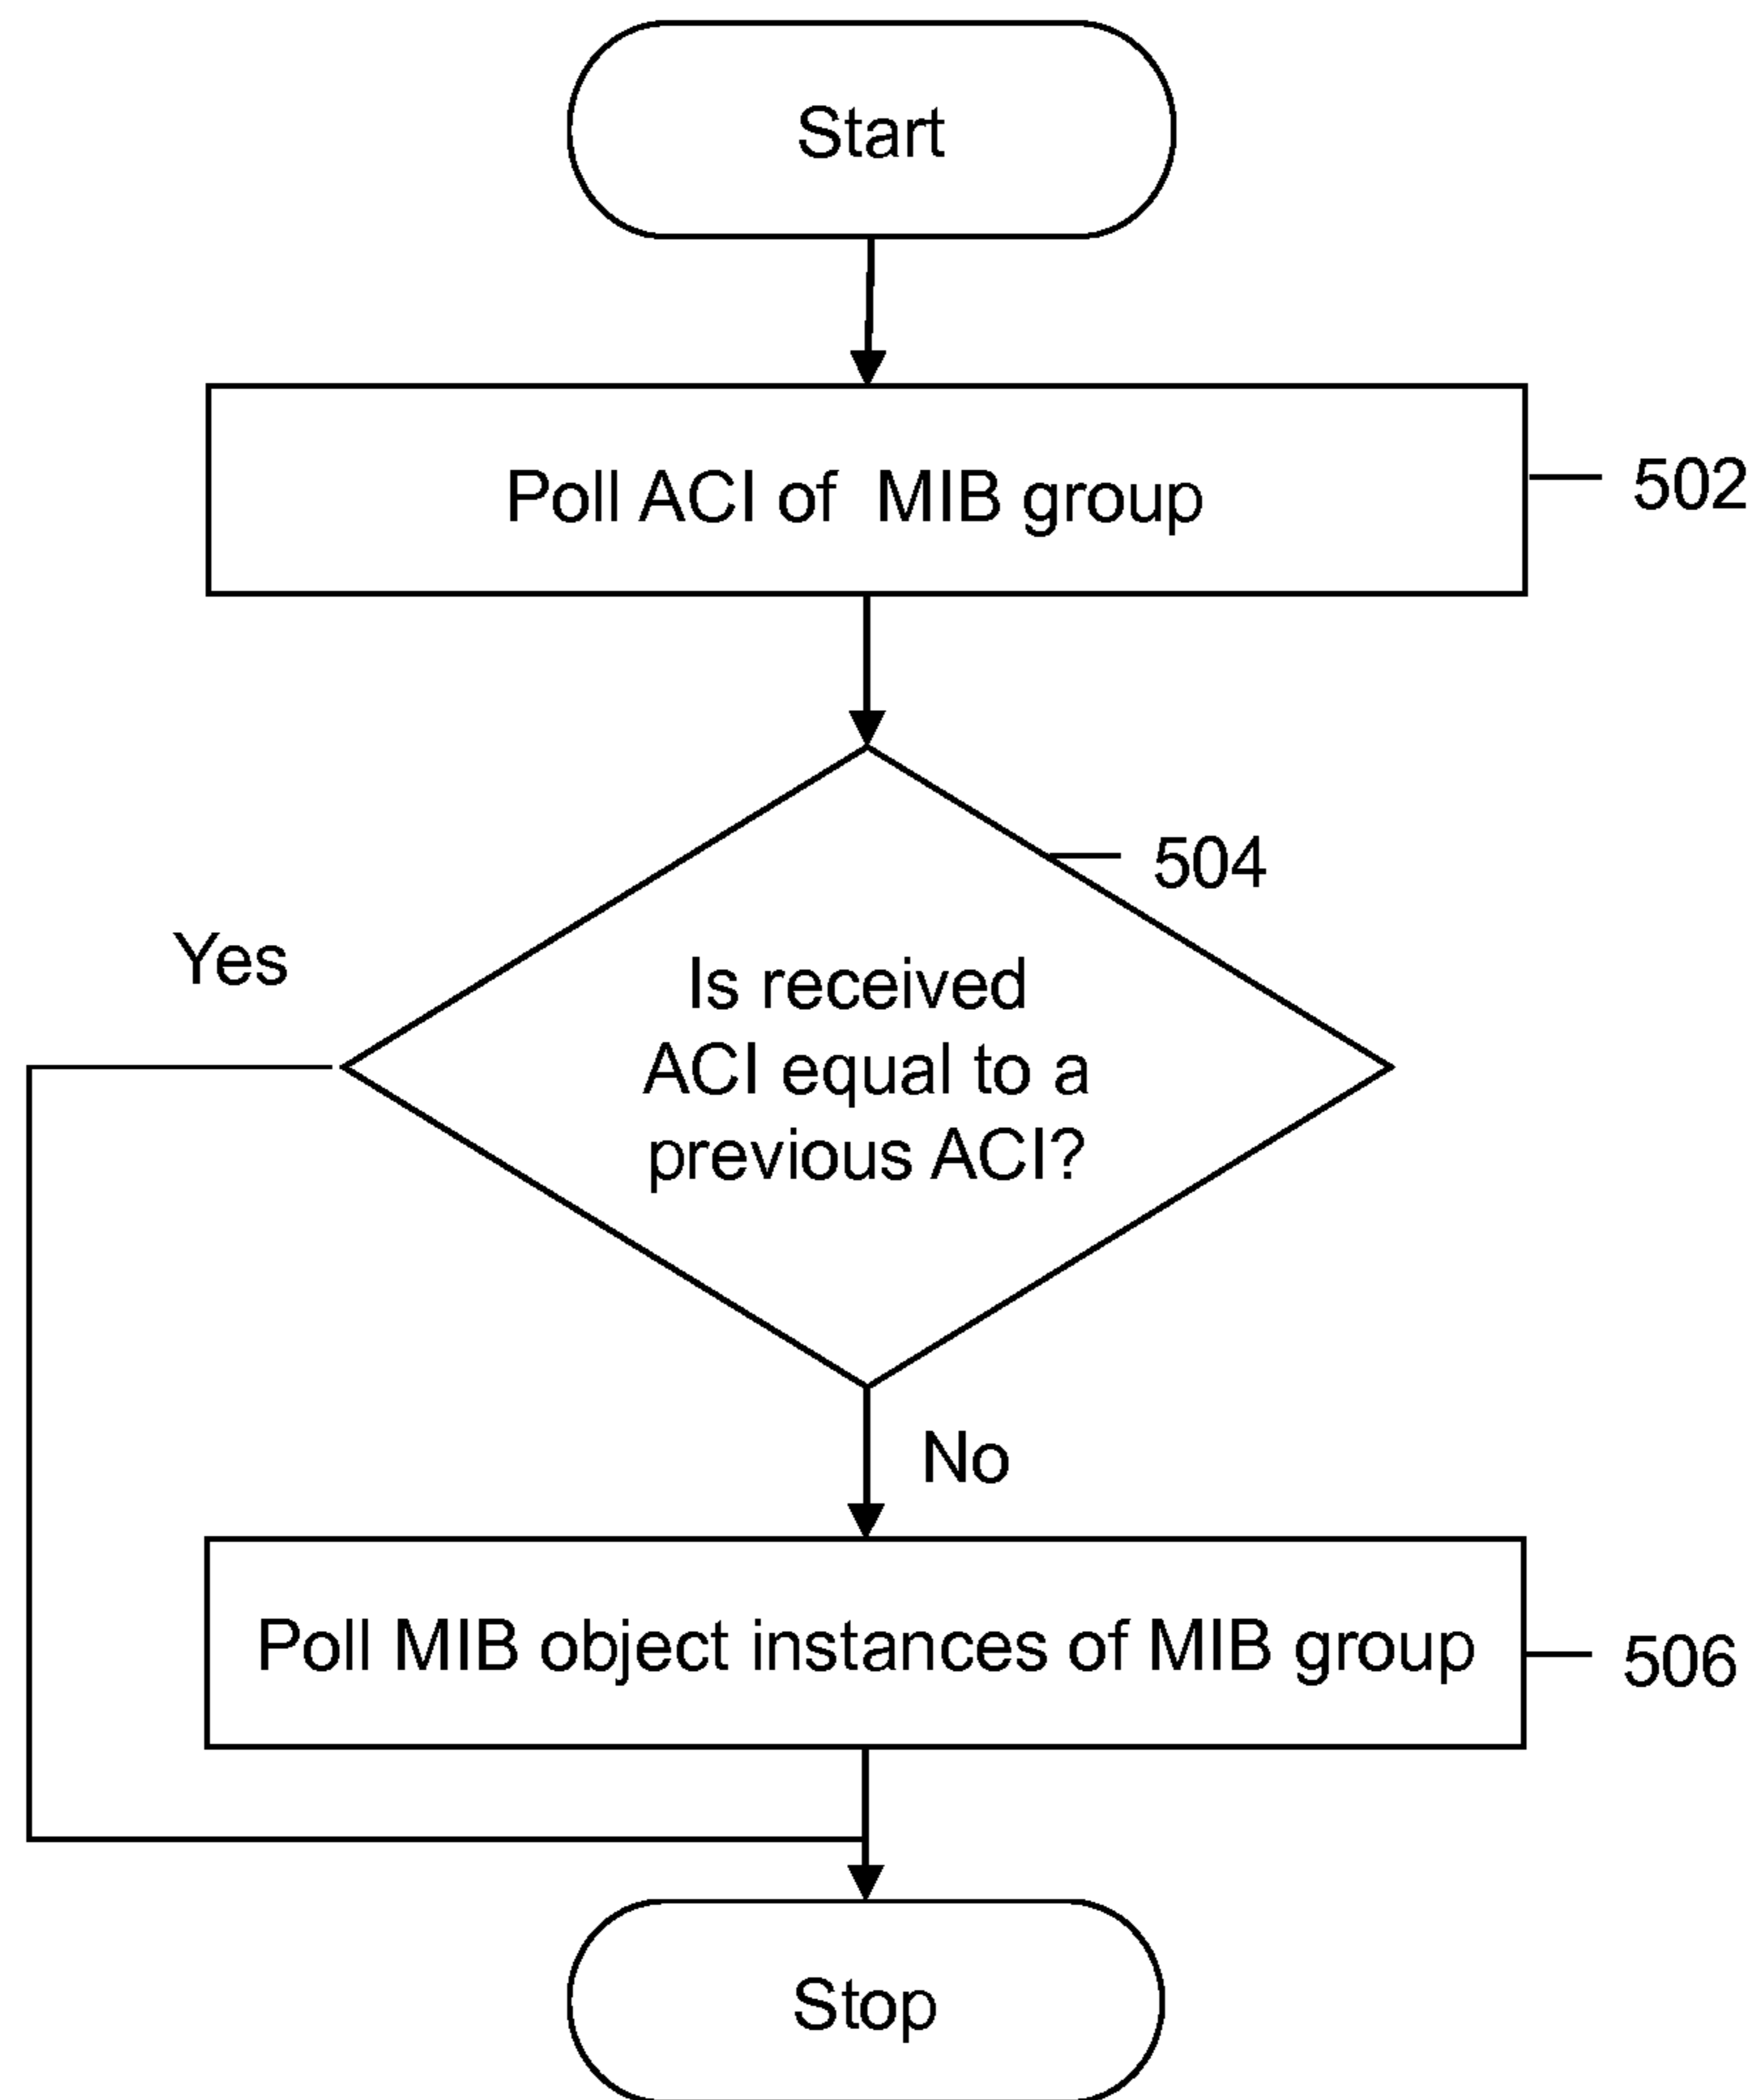 Start
Poll ACI of MIB group
502
504
Yes
Is received
ACI equal to a
previous ACI?
No
Poll MIB object instances of MIB group
506
Stop